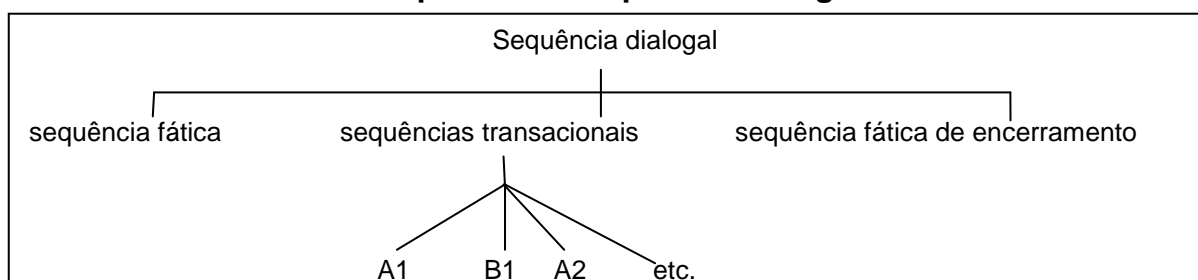 Sequência dialogal
sequência fática sequências transacionais sequência fática de encerramento
A1 B1 A2 etc.